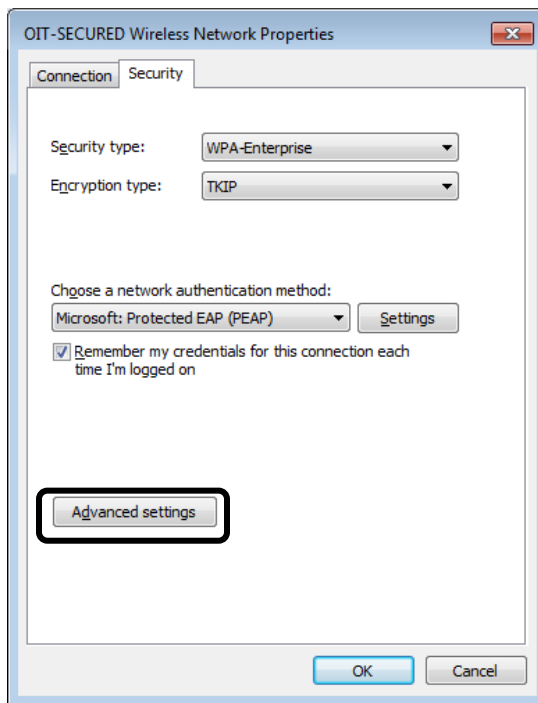 OIT-SECURED Wireless Network Properties
Connection Security
Security type: WPA-Enterprise
Encryption type: TKIP
Choose a network authentication method:
Microsoft: Protected EAP (PEAP) Settings
Remember my credentials for this connection each
time I'm logged on
Advanced settings
OK Cancel